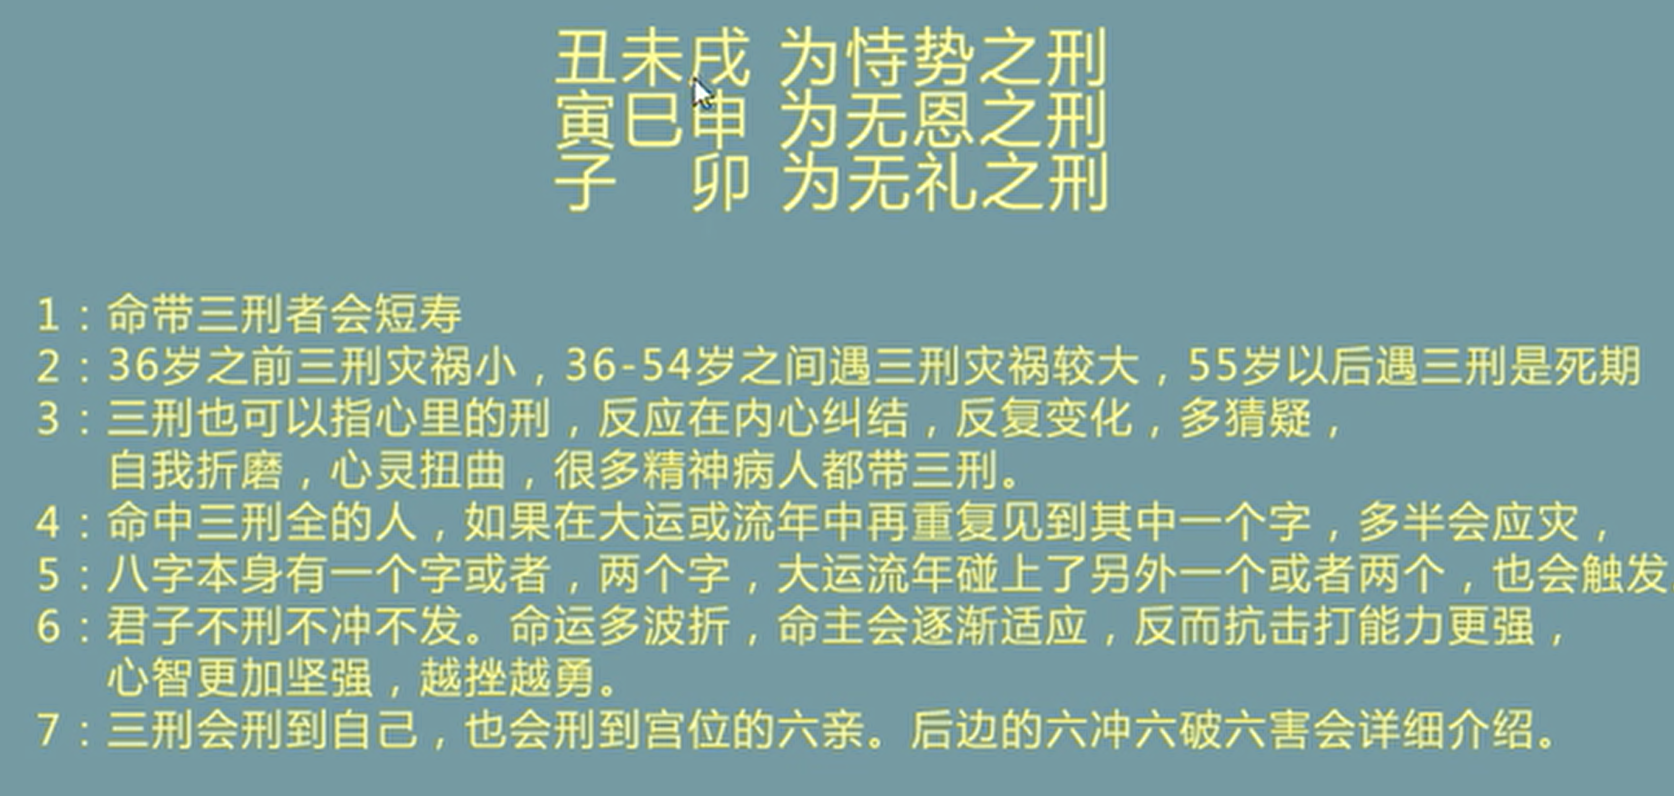 丑未戌 为恃势之刑
寅巳申 为无恩之刑
子　卯 为无礼之刑
1：命带三刑者会短寿
2：36岁之前三刑灾祸小，36-54岁之间遇三刑灾祸较大，55岁以后遇三刑是死期
3：三刑也可以指心里的刑，反应在内心纠结，反复变化，多猜疑，
自我折磨，心灵扭曲，很多精神病人都带三刑。
4：命中三刑全的人，如果在大运或流年中再重复见到其中一个字，多半会应灾，
5：八字本身有一个字或者，两个字，大运流年碰上了另外一个或者两个，也会触发
6：君子不刑不冲不发。命运多波折，命主会逐渐适应，反而抗击打能力更强，
心智更加坚强，越挫越勇。
7：三刑会刑到自己，也会刑到宫位的六亲。后边的六冲六破六害会详细介绍。